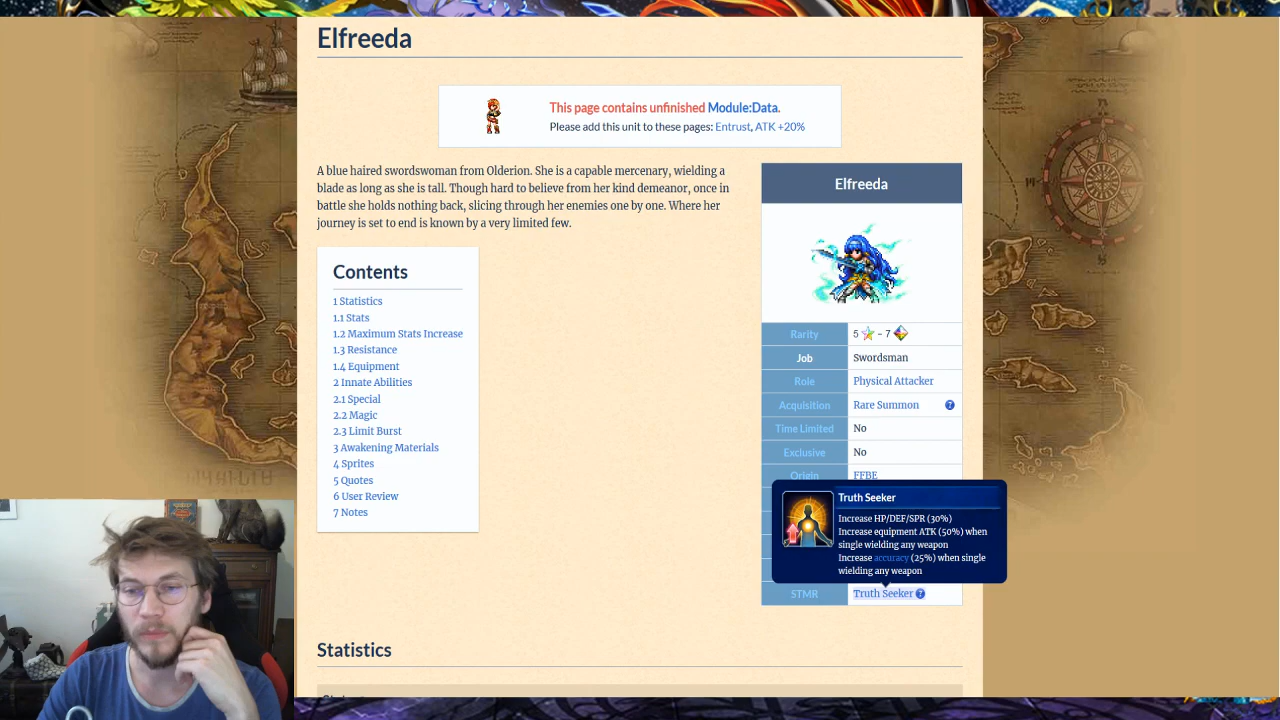 Elfreeda
This page contains unfinished Module:Data.
Please add this unit to these pages: Entrust, ATK +20%
A blue haired swordswoman from Olderion. She is a capable mercenary, wielding a
blade as long as she is tall. Though hard to believe from her kind demeanor, once in
battle she holds nothing back, slicing through her enemies one by one. Where her
journey is set to end is known by a very limited few.
Contents
1 Statistics
1.1 Stats
1.2 Maximum Stats Increase
1.3 Resistance
1.4 Equipment
2 Innate Abilities
2.1 Special
2.2 Magic
2.3 Limit Burst
3 Awakening Materials
4 Sprites
5 Quotes
6 User Review
7 Notes
Elfreeda
Rarity 5 - 7
Job Swordsman
Role Physical Attacker
Acquisition Rare Summon ?
Time Limited No
Exclusive No
Origin FFBE
Truth Seeker
Increase HP/DEF/SPR (30%)
Increase equipment ATK (50%) when
single wielding any weapon
Increase accuracy (25%) when single
wielding any weapon
STMR Truth Seeker ?
Statistics